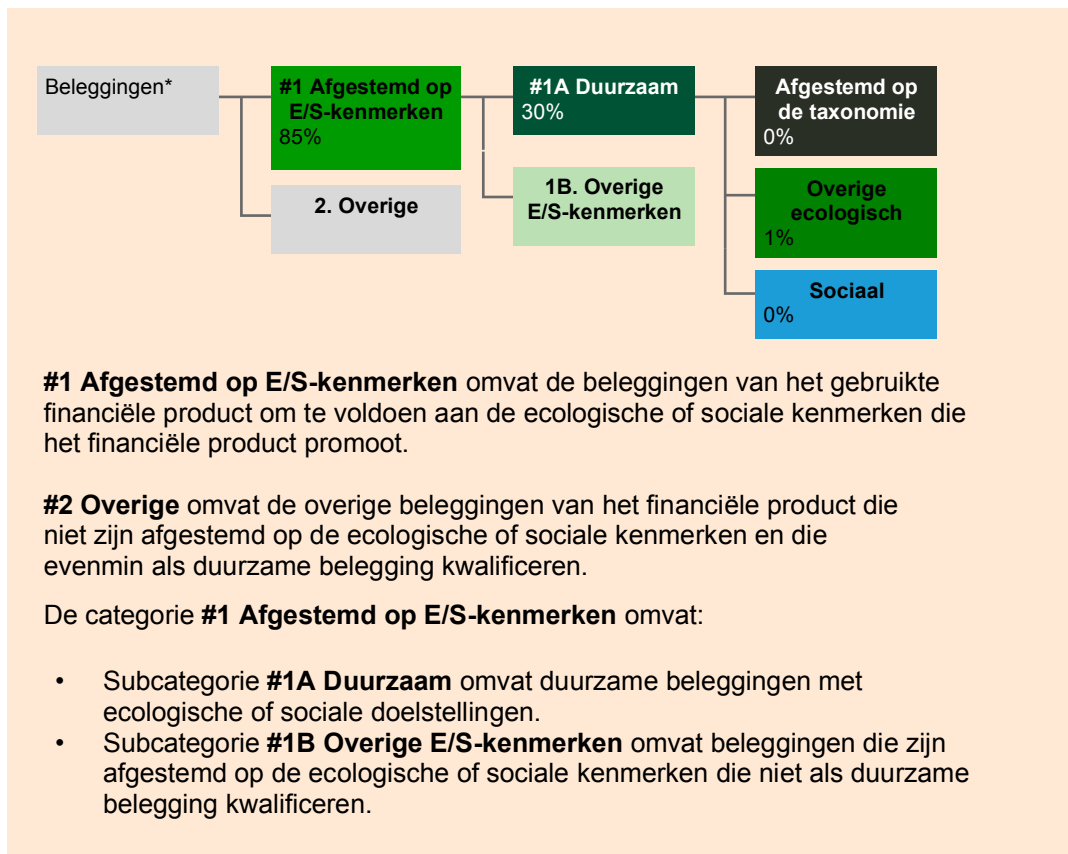 Beleggingen*
#1 Afgestemd op
E/S-kenmerken
85%
2. Overige
#1A Duurzaam
30%
1B. Overige
E/S-kenmerken
Afgestemd op
de taxonomie
0%
Overige
ecologisch
1%
Sociaal
0%
#1 Afgestemd op E/S-kenmerken omvat de beleggingen van het gebruikte
financiële product om te voldoen aan de ecologische of sociale kenmerken die
het financiële product promoot.
#2 Overige omvat de overige beleggingen van het financiële product die
niet zijn afgestemd op de ecologische of sociale kenmerken en die
evenmin als duurzame belegging kwalificeren.
De categorie #1 Afgestemd op E/S-kenmerken omvat:
• Subcategorie #1A Duurzaam omvat duurzame beleggingen met
ecologische of sociale doelstellingen.
• Subcategorie #1B Overige E/S-kenmerken omvat beleggingen die zijn
afgestemd op de ecologische of sociale kenmerken die niet als duurzame
belegging kwalificeren.